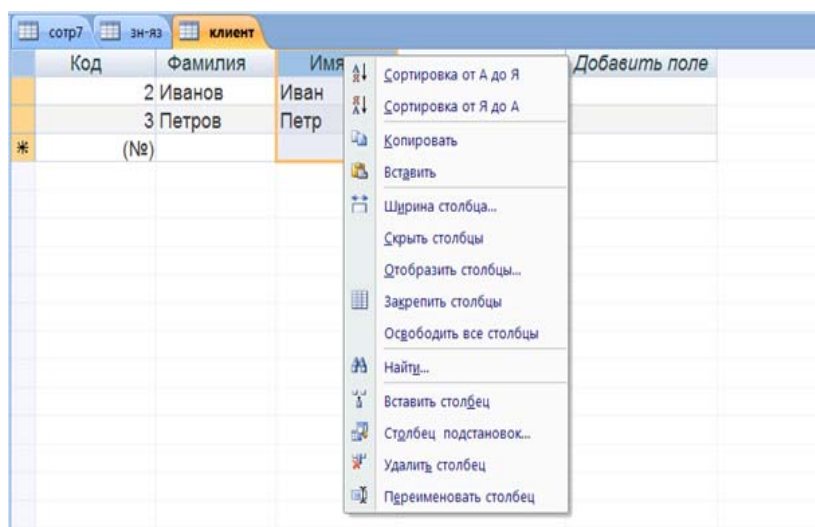 сотр7 зн-яз клиент
Код Фамилия Имя Добавить поле
2 Иванов Иван
3 Петров Петр
(№)
Сортировка от А до Я
Сортировка от Я до А
Копировать
Вставить
Ширина столбца...
Скрыть столбцы
Отобразить столбцы...
Закрепить столбцы
Освободить все столбцы
Найти...
Вставить столбец
Столбец подстановок...
Удалить столбец
Переименовать столбец